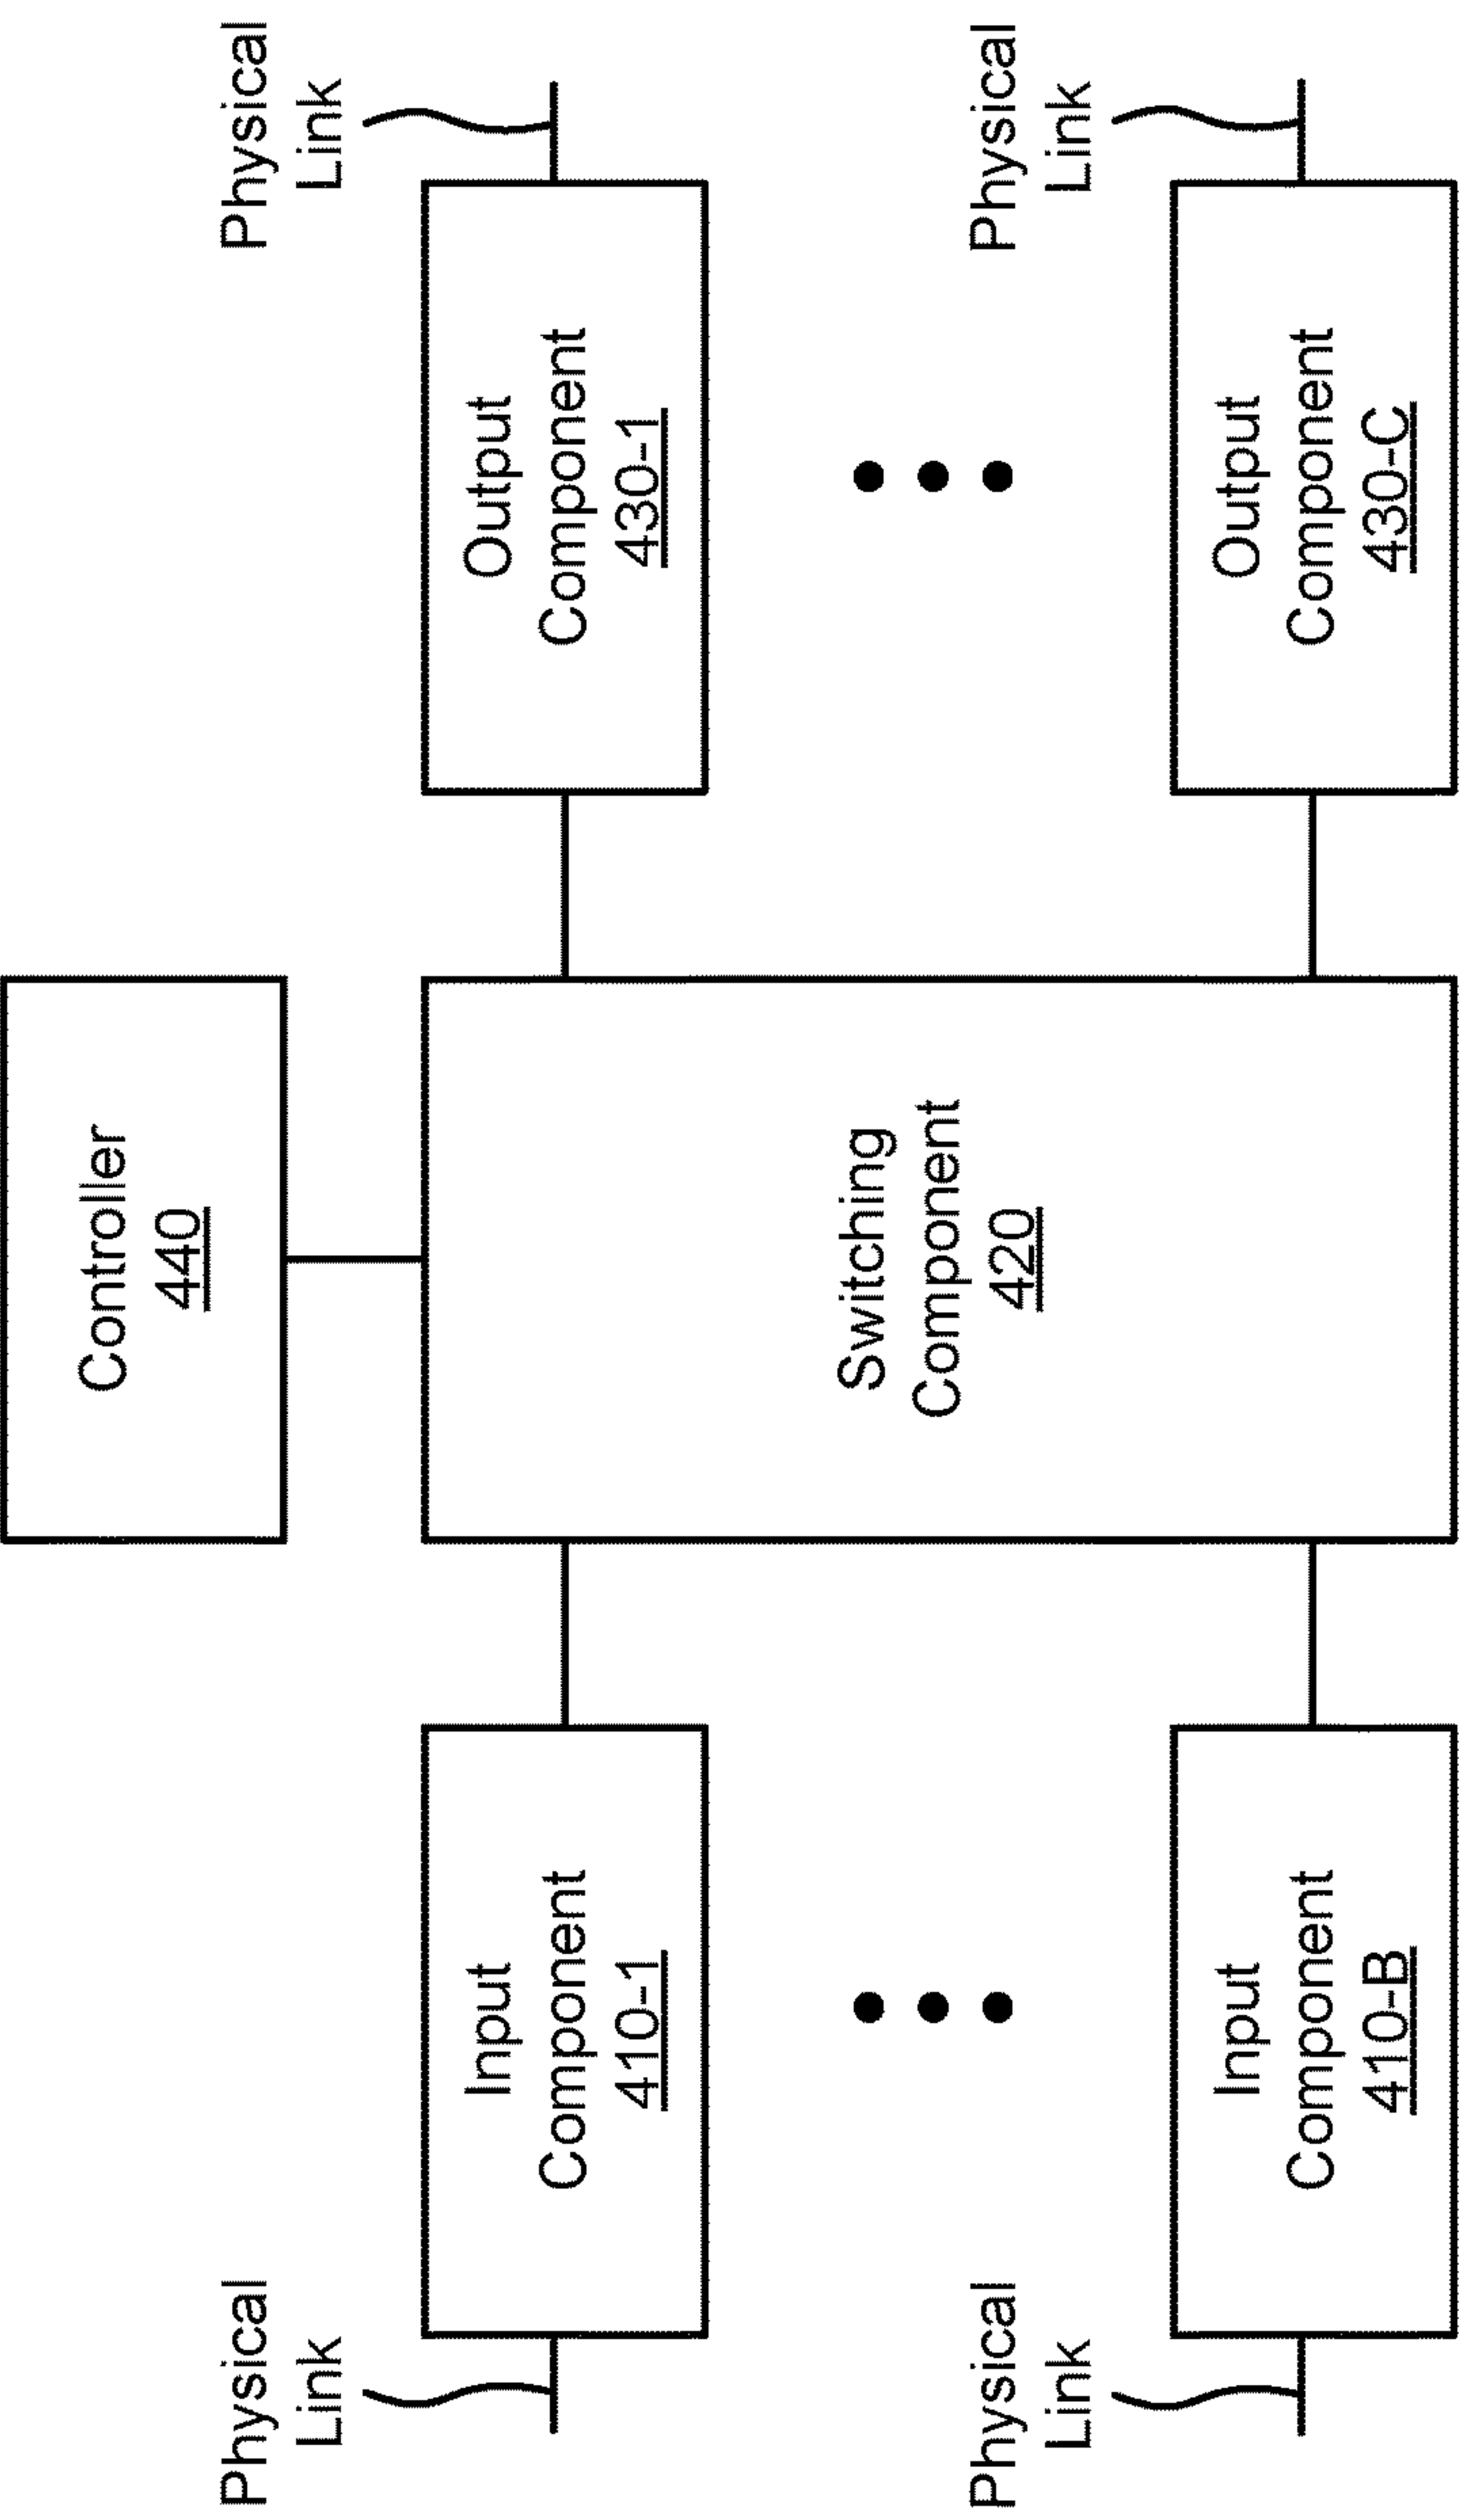 Controller
440
Physical
Link
Input
Component
410-1
Switching
Component
420
Output
Component
430-1
Physical
Link
Physical
Link
Input
Component
410-B
Output
Component
430-C
Physical
Link